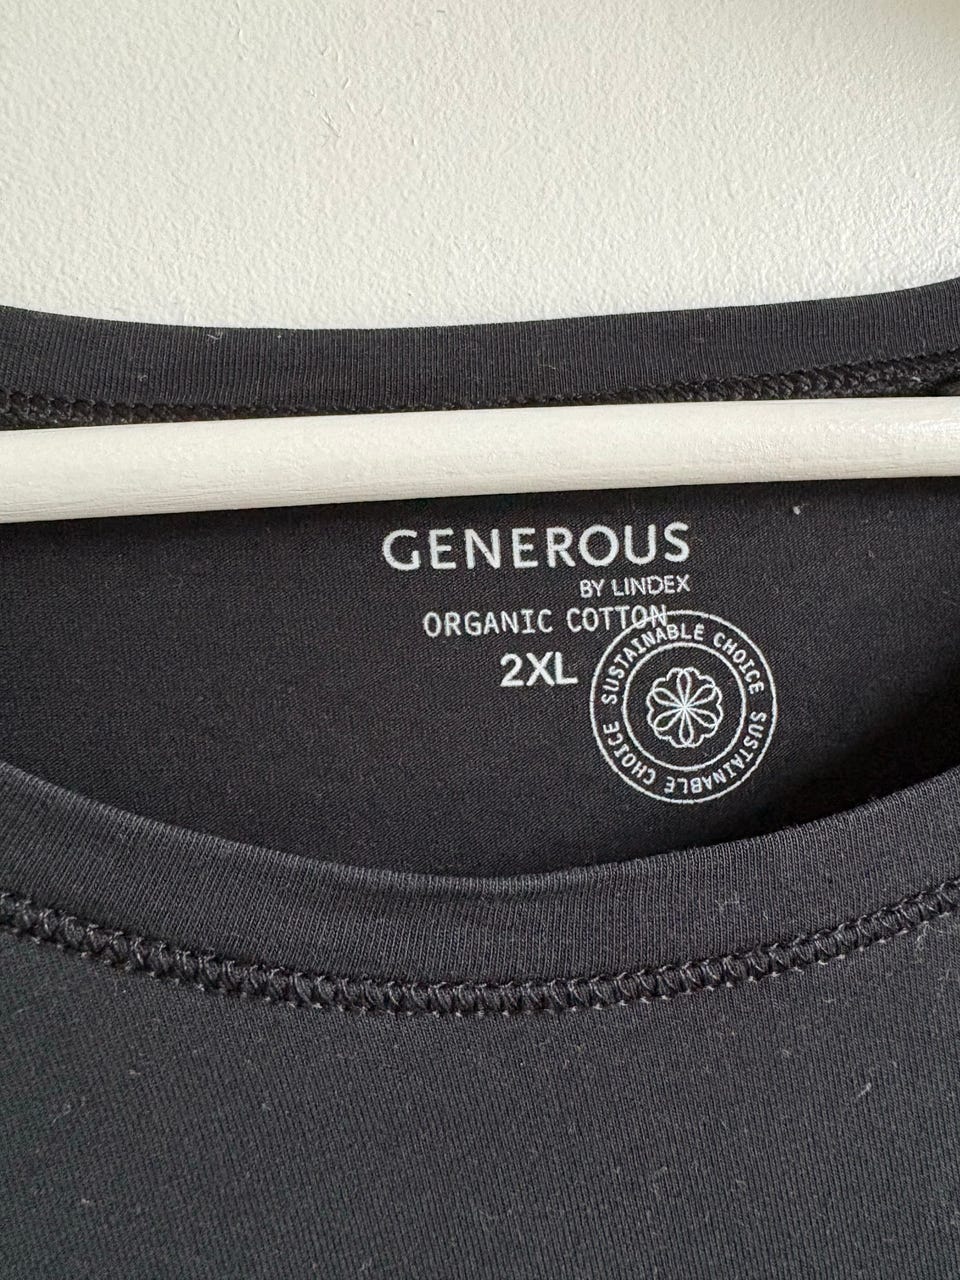 GENEROUS
BY LINDEX
ORGANIC COTTON
2XL
SUSTAINABLE CHOICE SUSTAINABLE CHOICE